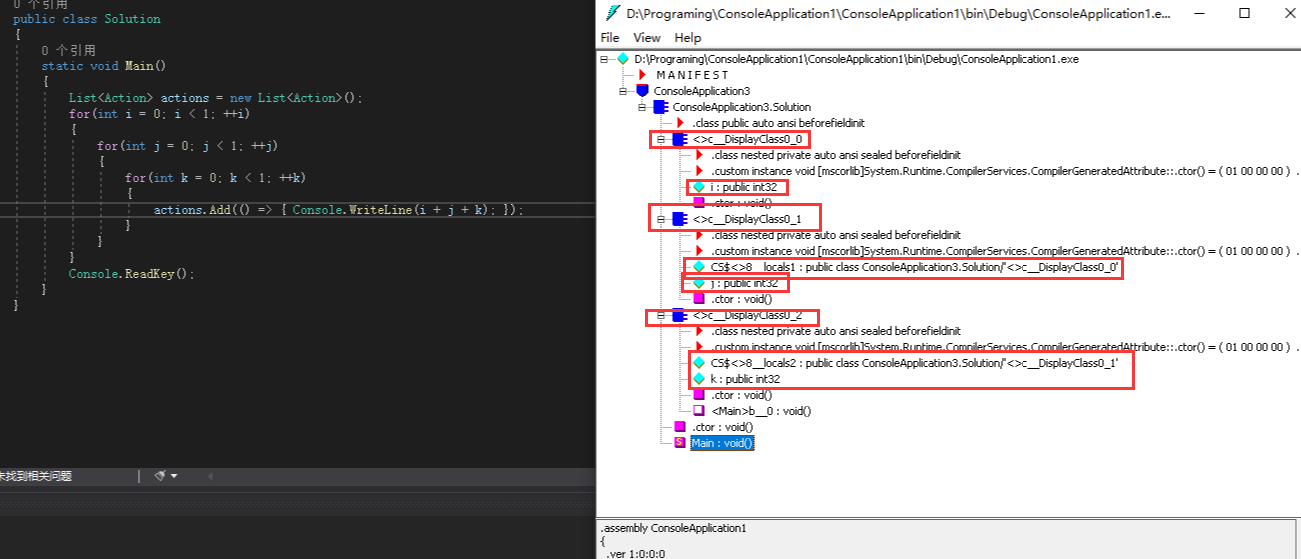 0 个引用
public class Solution
{
0 个引用
static void Main()
{
List<Action> actions = new List<Action>();
for(int i = 0; i < 1; ++i)
{
for(int j = 0; j < 1; ++j)
{
for(int k = 0; k < 1; ++k)
{
actions.Add(() => { Console.WriteLine(i + j + k); });
}
}
}
Console.ReadKey();
}
}
未找到相关问题
D:\Programing\ConsoleApplication1\ConsoleApplication1\bin\Debug\ConsoleApplication1.e...
File View Help
D:\Programing\ConsoleApplication1\ConsoleApplication1\bin\Debug\ConsoleApplication1.exe
MANIFEST
ConsoleApplication3
ConsoleApplication3.Solution
.class public auto ansi beforefieldinit
<>c__DisplayClass0_0
.class nested private auto ansi sealed beforefieldinit
.custom instance void [mscorlib]System.Runtime.CompilerServices.CompilerGeneratedAttribute::.ctor() = ( 01 00 00 00 ) .
i : public int32
.ctor : void()
<>c__DisplayClass0_1
.class nested private auto ansi sealed beforefieldinit
.custom instance void [mscorlib]System.Runtime.CompilerServices.CompilerGeneratedAttribute::.ctor() = ( 01 00 00 00 ) .
CS$<>8__locals1 : public class ConsoleApplication3.Solution/'<>c__DisplayClass0_0'
j : public int32
.ctor : void()
<>c__DisplayClass0_2
.class nested private auto ansi sealed beforefieldinit
.custom instance void [mscorlib]System.Runtime.CompilerServices.CompilerGeneratedAttribute::.ctor() = ( 01 00 00 00 ) .
CS$<>8__locals2 : public class ConsoleApplication3.Solution/'<>c__DisplayClass0_1'
k : public int32
.ctor : void()
<Main>b__0 : void()
.ctor : void()
S Main : void()
.assembly ConsoleApplication1
{
.ver 1:0:0:0